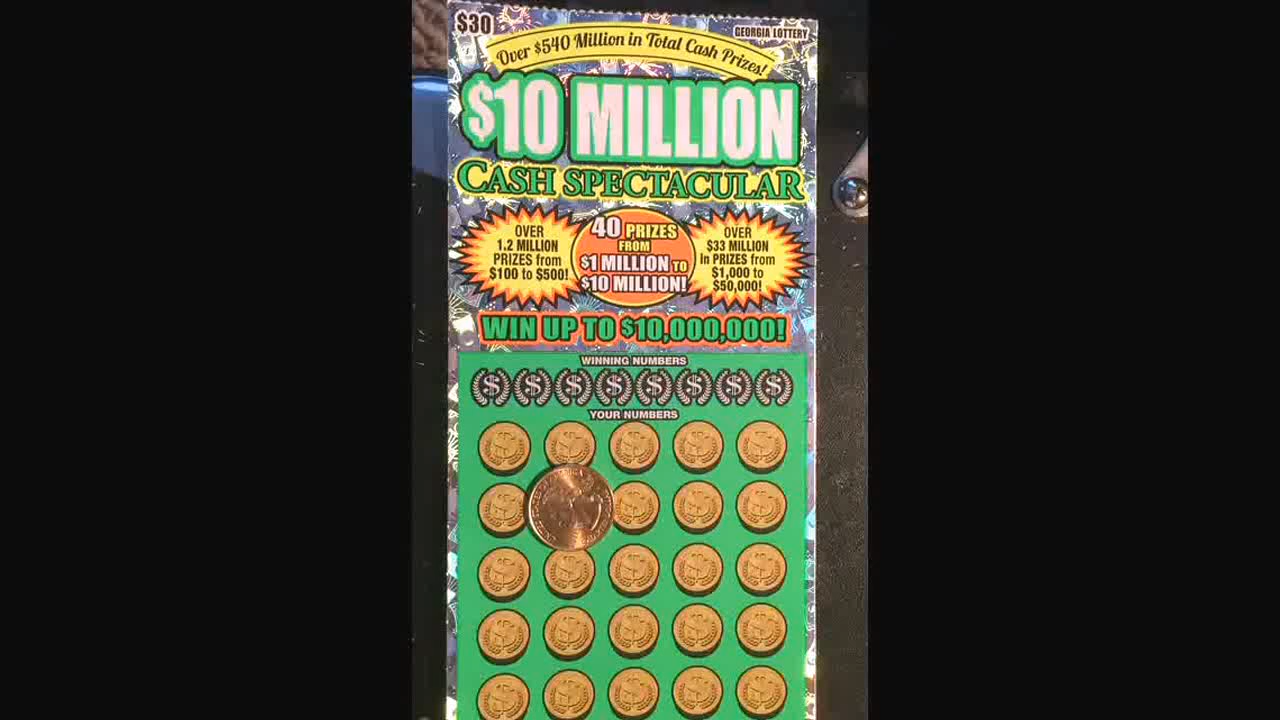 $30
GEORGIA LOTTERY
Over $540 Million in Total Cash Prizes!
$10 MILLION
CASH SPECTACULAR
OVER
1.2 MILLION
PRIZES from
$100 to $500!
40 PRIZES
FROM
$1 MILLION TO
$10 MILLION!
OVER
$33 MILLION
in PRIZES from
$1,000 to
$50,000!
WIN UP TO $10,000,000!
WINNING NUMBERS
$ $ $ $ $ $ $ $
YOUR NUMBERS